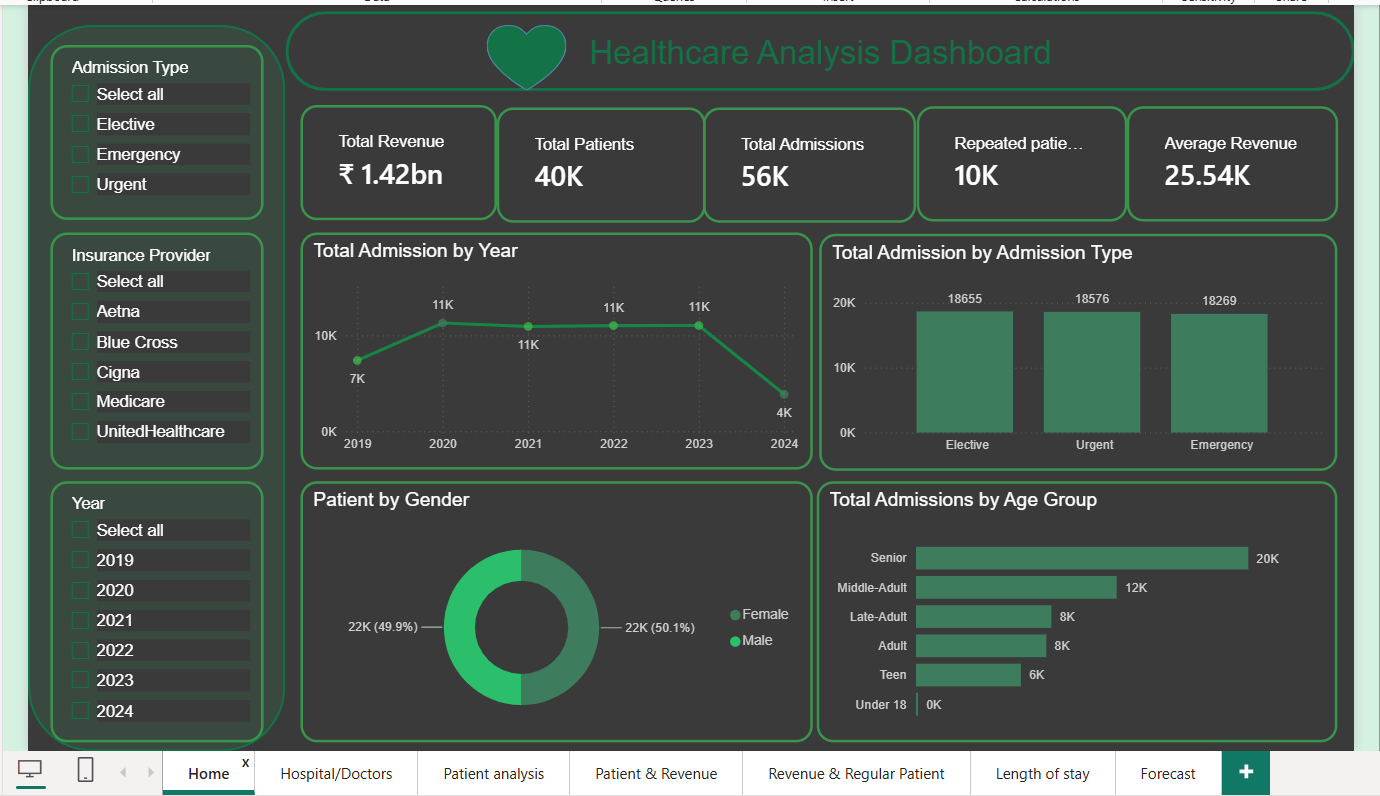 Healthcare Analysis Dashboard
Admission Type
Select all
Elective
Emergency
Urgent
Insurance Provider
Select all
Aetna
Blue Cross
Cigna
Medicare
UnitedHealthcare
Year
Select all
2019
2020
2021
2022
2023
2024
Total Revenue
₹ 1.42bn
Total Patients
40K
Total Admissions
56K
Repeated patie...
10K
Average Revenue
25.54K
Total Admission by Year
10K
0K
7K
11K
11K
11K
11K
4K
2019 2020 2021 2022 2023 2024
Total Admission by Admission Type
20K
10K
0K
18655 18576 18269
Elective Urgent Emergency
Patient by Gender
22K (49.9%)
22K (50.1%)
Female
Male
Total Admissions by Age Group
Senior 20K
Middle-Adult 12K
Late-Adult 8K
Adult 8K
Teen 6K
Under 18 0K
Home x Hospital/Doctors Patient analysis Patient & Revenue Revenue & Regular Patient Length of stay Forecast +